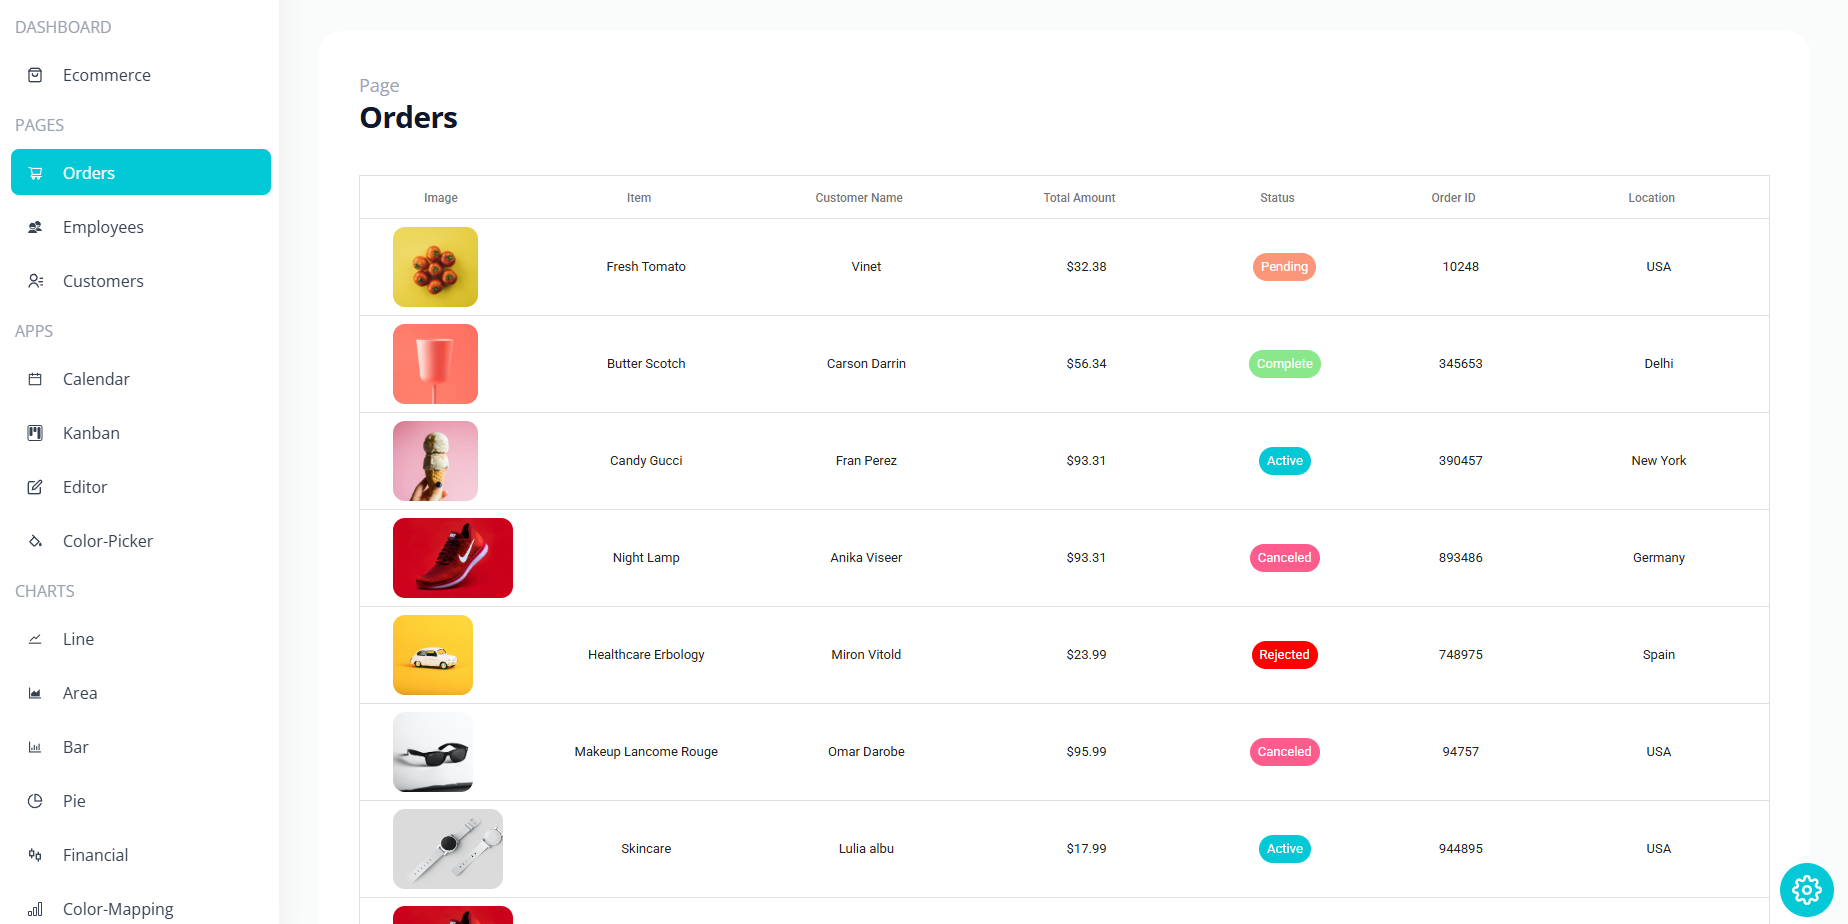 DASHBOARD
Ecommerce
PAGES
Orders
Employees
Customers
APPS
Calendar
Kanban
Editor
Color-Picker
CHARTS
Line
Area
Bar
Pie
Financial
Color-Mapping
Page
Orders
Image Item Customer Name Total Amount Status Order ID Location
Fresh Tomato Vinet $32.38 Pending 10248 USA
Butter Scotch Carson Darrin $56.34 Complete 345653 Delhi
Candy Gucci Fran Perez $93.31 Active 390457 New York
Night Lamp Anika Viseer $93.31 Canceled 893486 Germany
Healthcare Erbology Miron Vitold $23.99 Rejected 748975 Spain
Makeup Lancome Rouge Omar Darobe $95.99 Canceled 94757 USA
Skincare Lulia albu $17.99 Active 944895 USA